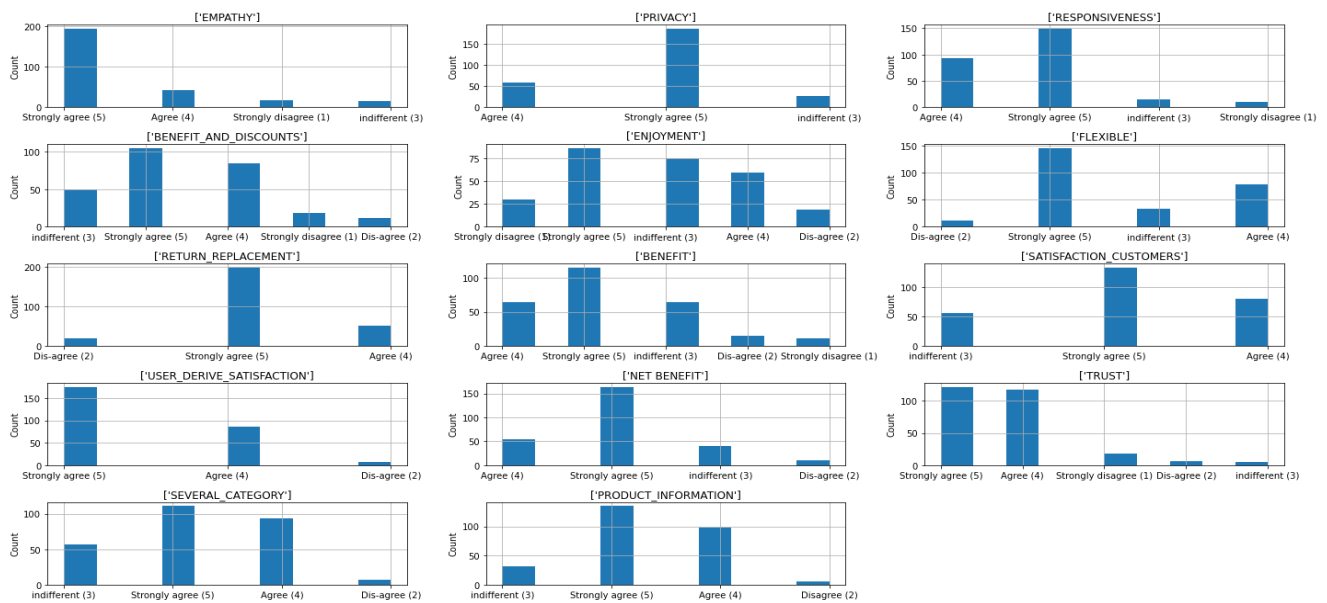 ['EMPATHY']
200
100
0
Count
Strongly agree (5) Agree (4) Strongly disagree (1) indifferent (3)
['PRIVACY']
150
100
50
0
Count
Agree (4) Strongly agree (5) indifferent (3)
['RESPONSIVENESS']
150
100
50
0
Count
Agree (4) Strongly agree (5) indifferent (3) Strongly disagree (1)
['BENEFIT_AND_DISCOUNTS']
100
50
0
Count
indifferent (3) Strongly agree (5) Agree (4) Strongly disagree (1) Dis-agree (2)
['ENJOYMENT']
75
50
25
0
Count
Strongly disagree (1) Strongly agree (5) indifferent (3) Agree (4) Dis-agree (2)
['FLEXIBLE']
150
100
50
0
Count
Dis-agree (2) Strongly agree (5) indifferent (3) Agree (4)
['RETURN_REPLACEMENT']
200
100
0
Count
Dis-agree (2) Strongly agree (5) Agree (4)
['BENEFIT']
100
50
0
Count
Agree (4) Strongly agree (5) indifferent (3) Dis-agree (2) Strongly disagree (1)
['SATISFACTION_CUSTOMERS']
100
50
0
Count
indifferent (3) Strongly agree (5) Agree (4)
['USER_DERIVE_SATISFACTION']
150
100
50
0
Count
Strongly agree (5) Agree (4) Dis-agree (2)
['NET BENEFIT']
150
100
50
0
Count
Agree (4) Strongly agree (5) indifferent (3) Dis-agree (2)
['TRUST']
100
50
0
Count
Strongly agree (5) Agree (4) Strongly disagree (1) Dis-agree (2) indifferent (3)
['SEVERAL_CATEGORY']
100
50
0
Count
indifferent (3) Strongly agree (5) Agree (4) Dis-agree (2)
['PRODUCT_INFORMATION']
100
50
0
Count
indifferent (3) Strongly agree (5) Agree (4) Disagree (2)